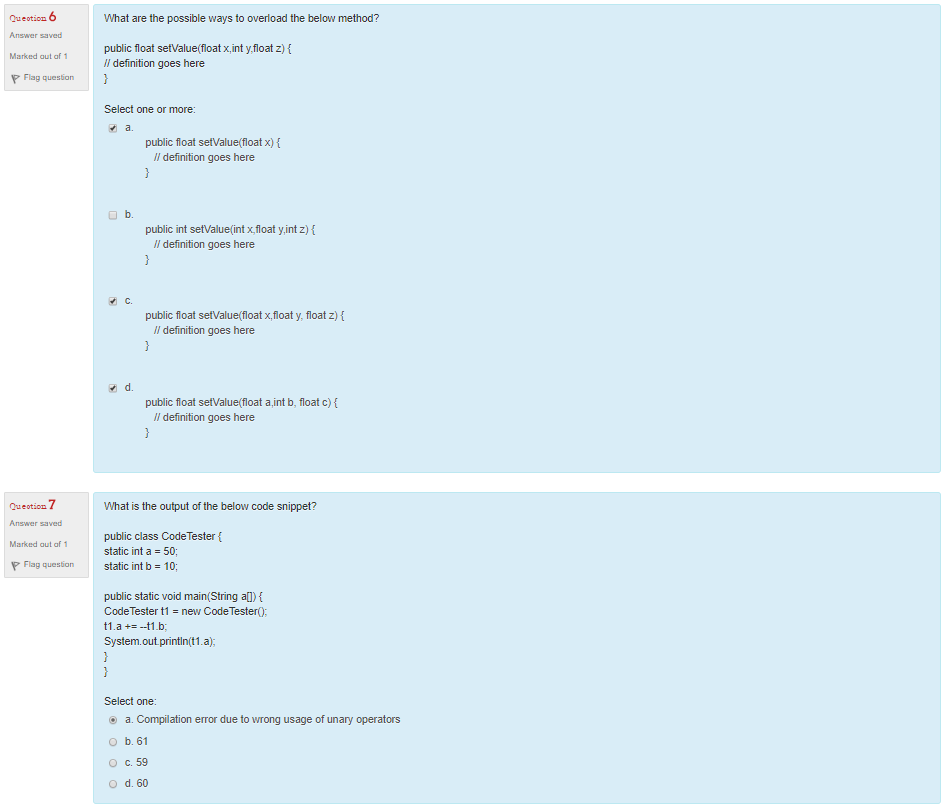 Question 6
Answer saved
Marked out of 1
Flag question
What are the possible ways to overload the below method?
public float setValue(float x,int y,float z) {
// definition goes here
}
Select one or more:
a.
public float setValue(float x) {
// definition goes here
}
b.
public int setValue(int x,float y,int z) {
// definition goes here
}
c.
public float setValue(float x,float y, float z) {
// definition goes here
}
d.
public float setValue(float a,int b, float c) {
// definition goes here
}
Question 7
Answer saved
Marked out of 1
Flag question
What is the output of the below code snippet?
public class CodeTester {
static int a = 50;
static int b = 10;
public static void main(String a[]) {
CodeTester t1 = new CodeTester();
t1.a += --t1.b;
System.out.println(t1.a);
}
}
Select one:
a. Compilation error due to wrong usage of unary operators
b. 61
c. 59
d. 60